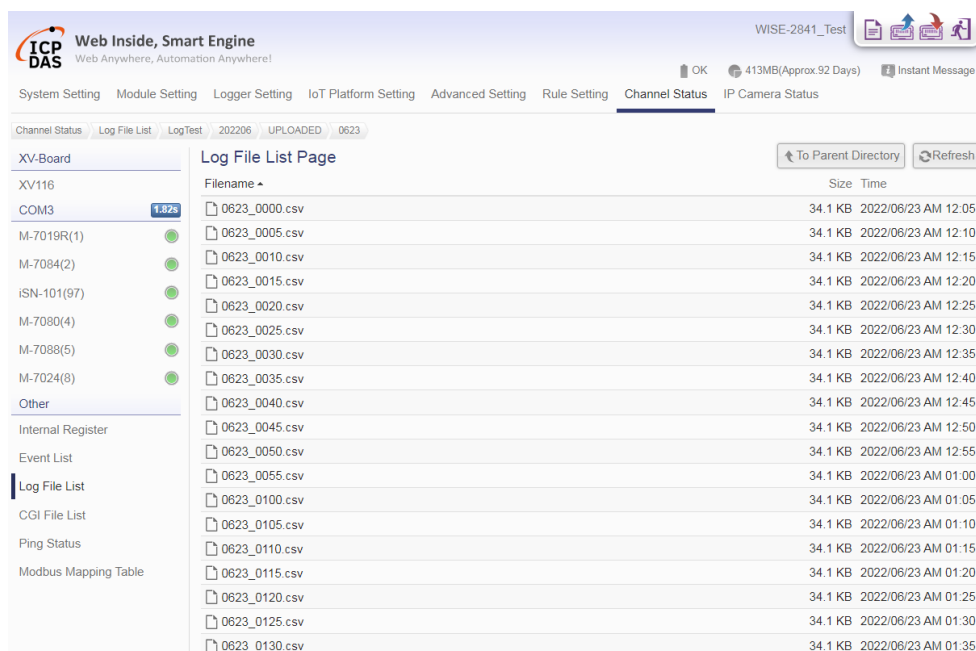 ICP DAS
Web Inside, Smart Engine
Web Anywhere, Automation Anywhere!
WISE-2841_Test
OK
413MB(Approx.92 Days)
Instant Message
System Setting Module Setting Logger Setting IoT Platform Setting Advanced Setting Rule Setting Channel Status IP Camera Status
Channel Status Log File List LogTest 202206 UPLOADED 0623
XV-Board
XV116
COM3 1.82s
M-7019R(1)
M-7084(2)
iSN-101(97)
M-7080(4)
M-7088(5)
M-7024(8)
Other
Internal Register
Event List
Log File List
CGI File List
Ping Status
Modbus Mapping Table
Log File List Page
To Parent Directory
Refresh
Filename Size Time
0623_0000.csv 34.1 KB 2022/06/23 AM 12:05
0623_0005.csv 34.1 KB 2022/06/23 AM 12:10
0623_0010.csv 34.1 KB 2022/06/23 AM 12:15
0623_0015.csv 34.1 KB 2022/06/23 AM 12:20
0623_0020.csv 34.1 KB 2022/06/23 AM 12:25
0623_0025.csv 34.1 KB 2022/06/23 AM 12:30
0623_0030.csv 34.1 KB 2022/06/23 AM 12:35
0623_0035.csv 34.1 KB 2022/06/23 AM 12:40
0623_0040.csv 34.1 KB 2022/06/23 AM 12:45
0623_0045.csv 34.1 KB 2022/06/23 AM 12:50
0623_0050.csv 34.1 KB 2022/06/23 AM 12:55
0623_0055.csv 34.1 KB 2022/06/23 AM 01:00
0623_0100.csv 34.1 KB 2022/06/23 AM 01:05
0623_0105.csv 34.1 KB 2022/06/23 AM 01:10
0623_0110.csv 34.1 KB 2022/06/23 AM 01:15
0623_0115.csv 34.1 KB 2022/06/23 AM 01:20
0623_0120.csv 34.1 KB 2022/06/23 AM 01:25
0623_0125.csv 34.1 KB 2022/06/23 AM 01:30
0623_0130.csv 34.1 KB 2022/06/23 AM 01:35